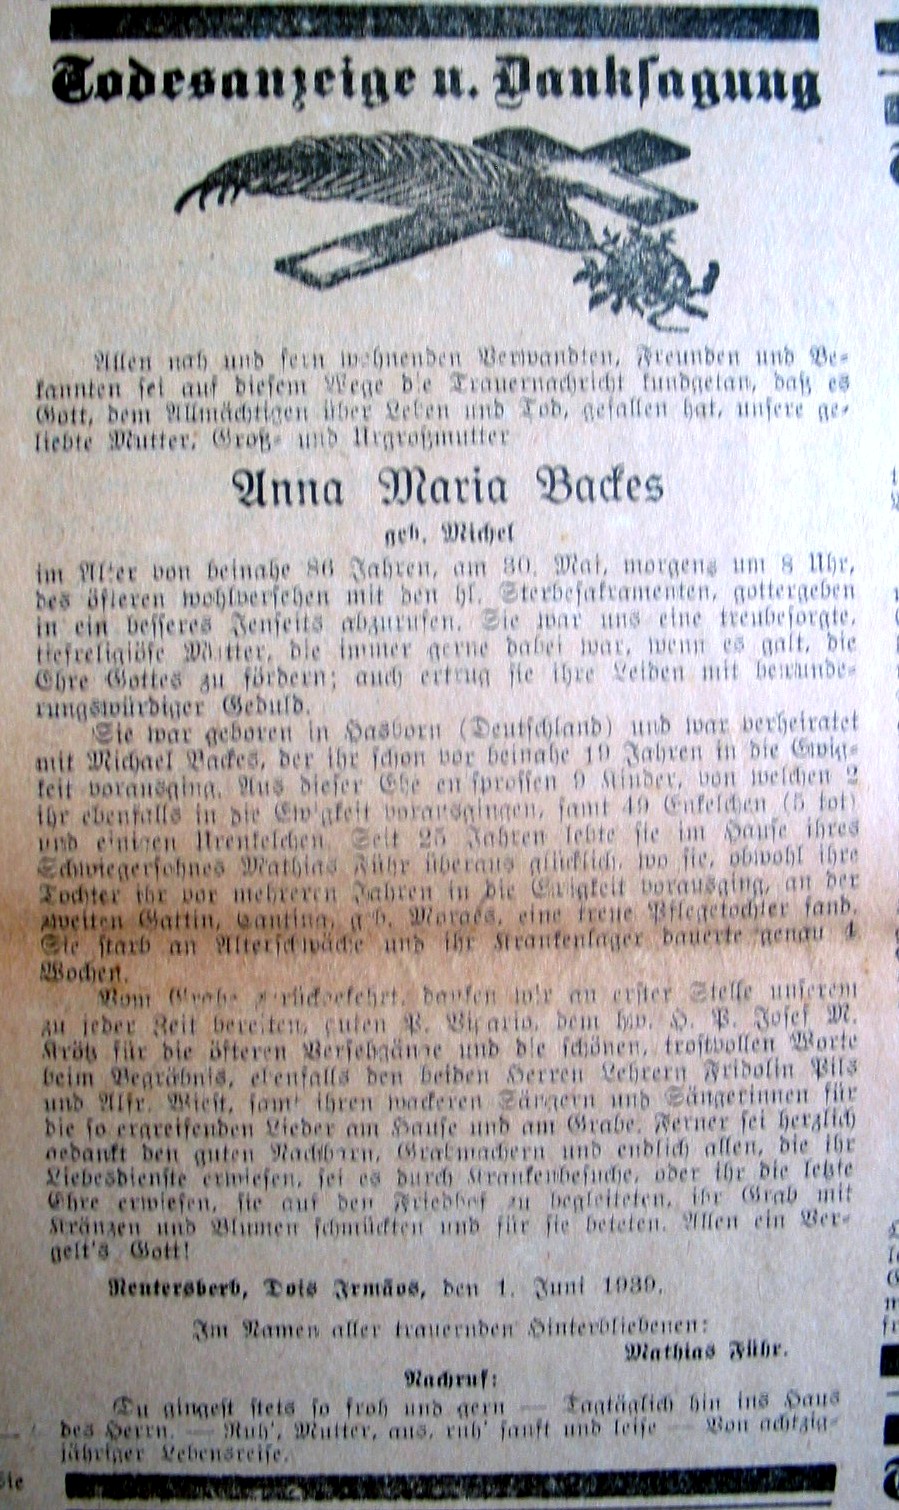 Todesanzeige u. Danksagung
Allen nah und fern wohnenden Verwandten, Freunden und Be-
kannten sei auf diesem Wege die Trauernachricht kundgetan, daß es
Gott, dem Allmächtigen über Leben und Tod, gefallen hat, unsere ge-
liebte Mutter, Groß- und Urgroßmutter
Anna Maria Backes
geb. Michel
im Alter von beinahe 86 Jahren, am 30. Mai, morgens um 8 Uhr,
des öfteren wohlversehen mit den hl. Sterbesakramenten, gottergeben
in ein besseres Jenseits abzurufen. Sie war uns eine treubesorgte,
tiefreligiöse Mutter, die immer gerne dabei war, wenn es galt, die
Ehre Gottes zu fördern; auch ertrug sie ihre Leiden mit bewunde-
rungswürdiger Geduld.
Sie war geboren in Hasborn (Deutschland) und war verheiratet
mit Michael Backes, der ihr schon vor beinahe 19 Jahren in die Ewig-
keit vorausging. Aus dieser Ehe entsprossen 9 Kinder, von welchen 2
ihr ebenfalls in die Ewigkeit vorausgingen, samt 49 Enkelchen (5 tot)
und einigen Urenkelchen. Seit 25 Jahren lebte sie im Hause ihres
Schwiegersohnes Mathias Führ überaus glücklich, wo sie, obwohl ihre
Tochter ihr vor mehreren Jahren in die Ewigkeit vorausging, an der
zweiten Gattin, Cantina, geb. Moraes, eine treue Pflegetochter fand.
Sie starb an Alterschwäche und ihr Krankenlager dauerte genau 4
Wochen.
Vom Grabe zurückgekehrt, danken wir an erster Stelle unserem
zu jeder Zeit bereiten, guten P. Vikario, dem hw. H. P. Josef M.
Krötz für die öfteren Versehgänge und die schönen, trostvollen Worte
beim Begräbnis, ebenfalls den beiden Herren Lehrern Fridolin Pils
und Alfr. Wiest, samt ihren wackeren Sängern und Sängerinnen für
die so ergreifenden Lieder am Hause und am Grabe. Ferner sei herzlich
gedankt den guten Nachbarn, Grabmachern und endlich allen, die ihr
Liebesdienste erwiesen, sei es durch Krankenbesuche, oder ihr die letzte
Ehre erwiesen, sie auf den Friedhof zu begleiteten, ihr Grab mit
Kränzen und Blumen schmückten und für sie beteten. Allen ein Ver-
gelt's Gott!
Reutersberb, Dois Irmãos, den 1. Juni 1939.
Im Namen aller trauernden Hinterbliebenen:
Mathias Führ.
Nachruf:
Du gingest stets so froh und gern — Tagtäglich hin ins Haus
des Herrn. — Ruh', Mutter, aus, ruh' sanft und leise — Von achtzig-
jähriger Lebensreise.